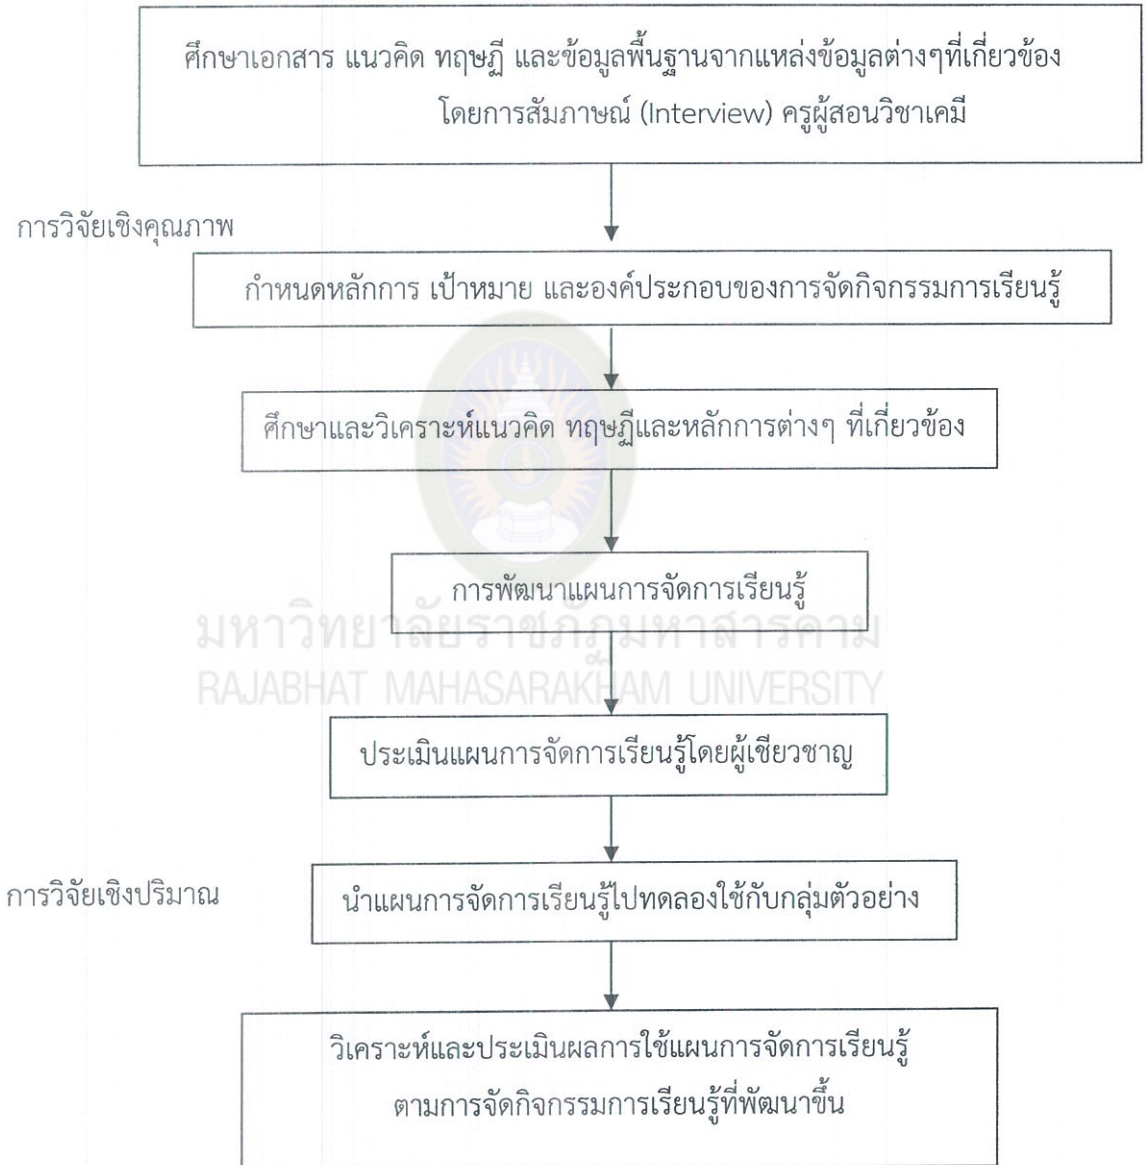 ศึกษาเอกสาร แนวคิด ทฤษฎี และข้อมูลพื้นฐานจากแหล่งข้อมูลต่างๆที่เกี่ยวข้อง
โดยการสัมภาษณ์ (Interview) ครูผู้สอนวิชาเคมี
การวิจัยเชิงคุณภาพ
กำหนดหลักการ เป้าหมาย และองค์ประกอบของการจัดกิจกรรมการเรียนรู้
ศึกษาและวิเคราะห์แนวคิด ทฤษฎีและหลักการต่างๆ ที่เกี่ยวข้อง
การพัฒนาแผนการจัดการเรียนรู้
มหาวิทยาลัยราชภัฏมหาสารคาม
RAJABHAT MAHASARAKHAM UNIVERSITY
ประเมินแผนการจัดการเรียนรู้โดยผู้เชียวชาญ
การวิจัยเชิงปริมาณ
นำแผนการจัดการเรียนรู้ไปทดลองใช้กับกลุ่มตัวอย่าง
วิเคราะห์และประเมินผลการใช้แผนการจัดการเรียนรู้
ตามการจัดกิจกรรมการเรียนรู้ที่พัฒนาขึ้น